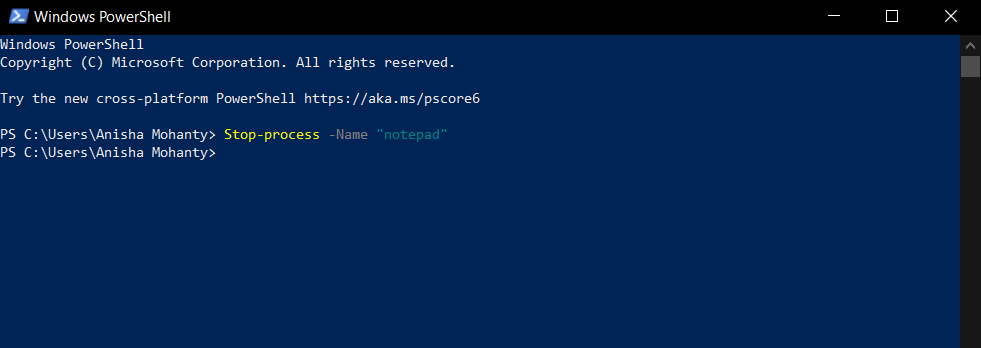 Windows PowerShell
Windows PowerShell
Copyright (C) Microsoft Corporation. All rights reserved.
Try the new cross-platform PowerShell https://aka.ms/pscore6
PS C:\Users\Anisha Mohanty> Stop-process -Name "notepad"
PS C:\Users\Anisha Mohanty>